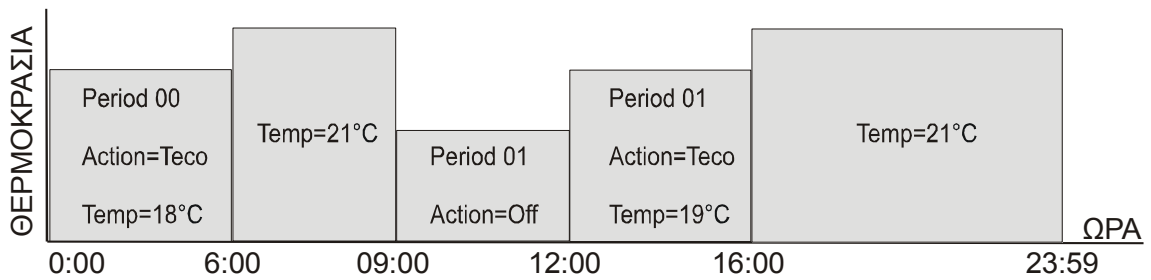 ΘΕΡΜΟΚΡΑΣΙΑ
Period 00
Action=Teco
Temp=18°C
Temp=21°C
Period 01
Action=Off
Period 01
Action=Teco
Temp=19°C
Temp=21°C
ΩΡΑ
0:00 6:00 09:00 12:00 16:00 23:59